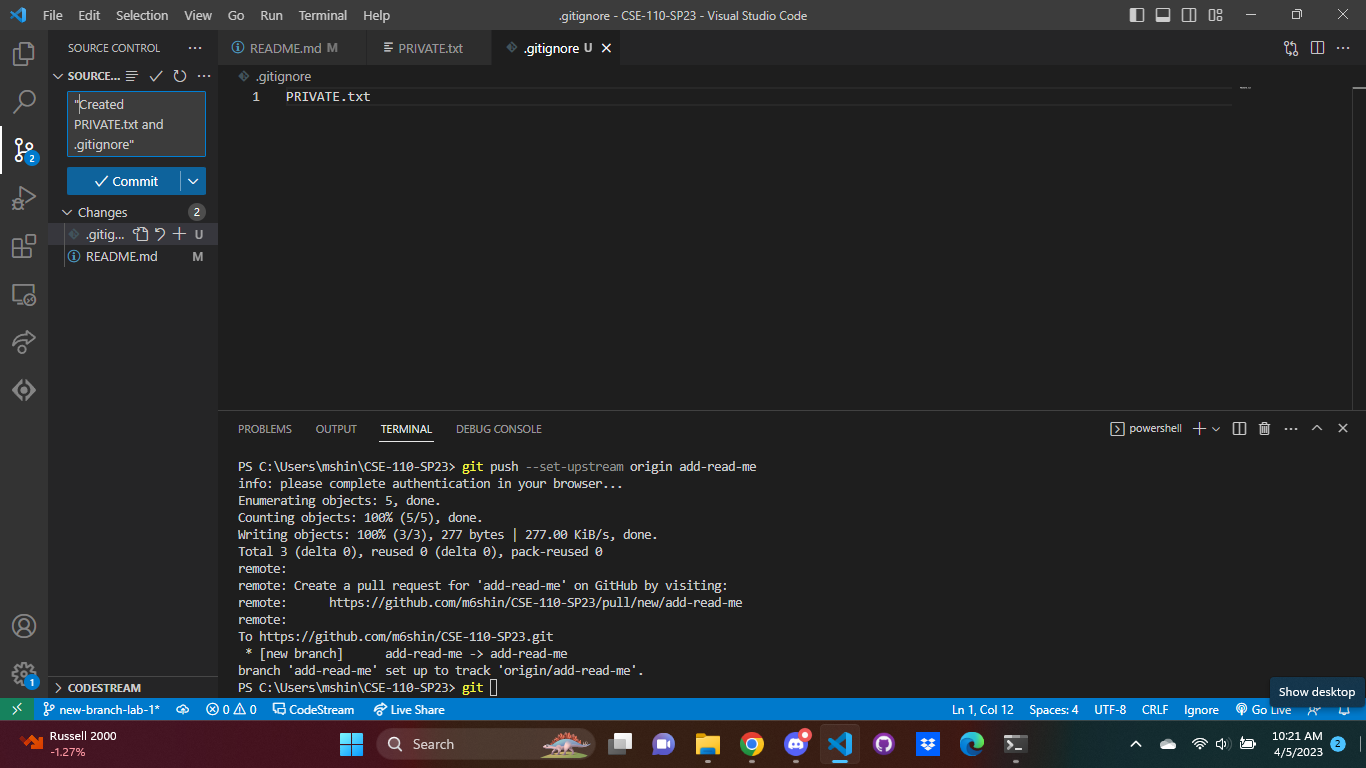 File Edit Selection View Go Run Terminal Help
.gitignore - CSE-110-SP23 - Visual Studio Code
SOURCE CONTROL
SOURCE...
"Created
PRIVATE.txt and
.gitignore"
Commit
Changes 2
.gitig... U
README.md M
CODESTREAM
2
1
README.md M PRIVATE.txt .gitignore U
.gitignore
1 PRIVATE.txt
PROBLEMS OUTPUT TERMINAL DEBUG CONSOLE
powershell
PS C:\Users\mshin\CSE-110-SP23> git push --set-upstream origin add-read-me
info: please complete authentication in your browser...
Enumerating objects: 5, done.
Counting objects: 100% (5/5), done.
Writing objects: 100% (3/3), 277 bytes | 277.00 KiB/s, done.
Total 3 (delta 0), reused 0 (delta 0), pack-reused 0
remote:
remote: Create a pull request for 'add-read-me' on GitHub by visiting:
remote:      https://github.com/m6shin/CSE-110-SP23/pull/new/add-read-me
remote:
To https://github.com/m6shin/CSE-110-SP23.git
 * [new branch]      add-read-me -> add-read-me
branch 'add-read-me' set up to track 'origin/add-read-me'.
PS C:\Users\mshin\CSE-110-SP23> git
Show desktop
new-branch-lab-1* 0 0 CodeStream Live Share
Ln 1, Col 12 Spaces: 4 UTF-8 CRLF Ignore Go Live
Russell 2000
-1.27%
Search
10:21 AM
4/5/2023
2